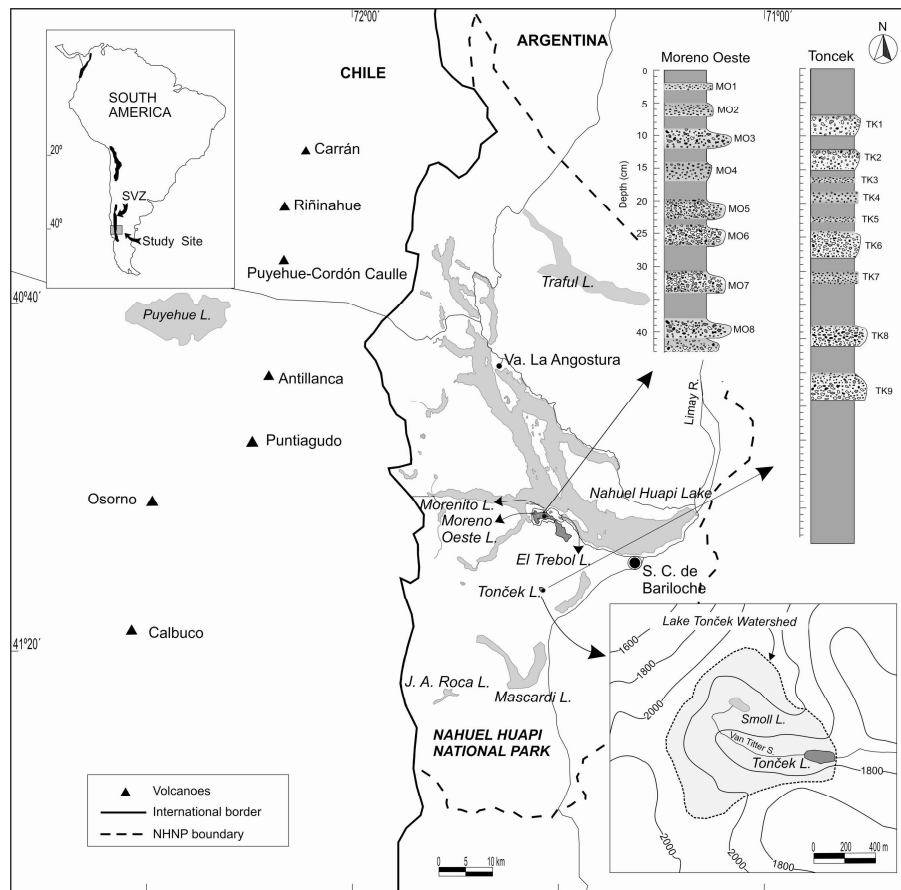 72°00'
71°00'
ARGENTINA
CHILE
N
SOUTH
AMERICA
20°
SVZ
40°
Study Site
Carrán
Riñinahue
Puyehue-Cordón Caulle
40°40'
Puyehue L.
Antillanca
Puntiagudo
Osorno
Calbuco
41°20'
Traful L.
Va. La Angostura
Limay R.
Nahuel Huapi Lake
Morenito L.
Moreno
Oeste L.
El Trebol L.
S. C. de
Bariloche
Tonček L.
J. A. Roca L.
Mascardi L.
NAHUEL HUAPI
NATIONAL PARK
Moreno Oeste
Depth (cm)
0
5
10
15
20
25
30
40
MO1
MO2
MO3
MO4
MO5
MO6
MO7
MO8
Toncek
TK1
TK2
TK3
TK4
TK5
TK6
TK7
TK8
TK9
Lake Tonček Watershed
1600
1800
2000
2000
Smoll L.
Van Titter S.
Tonček L.
1800
2000
2000
1800
0 200 400 m
Volcanoes
International border
NHNP boundary
0 5 10 km